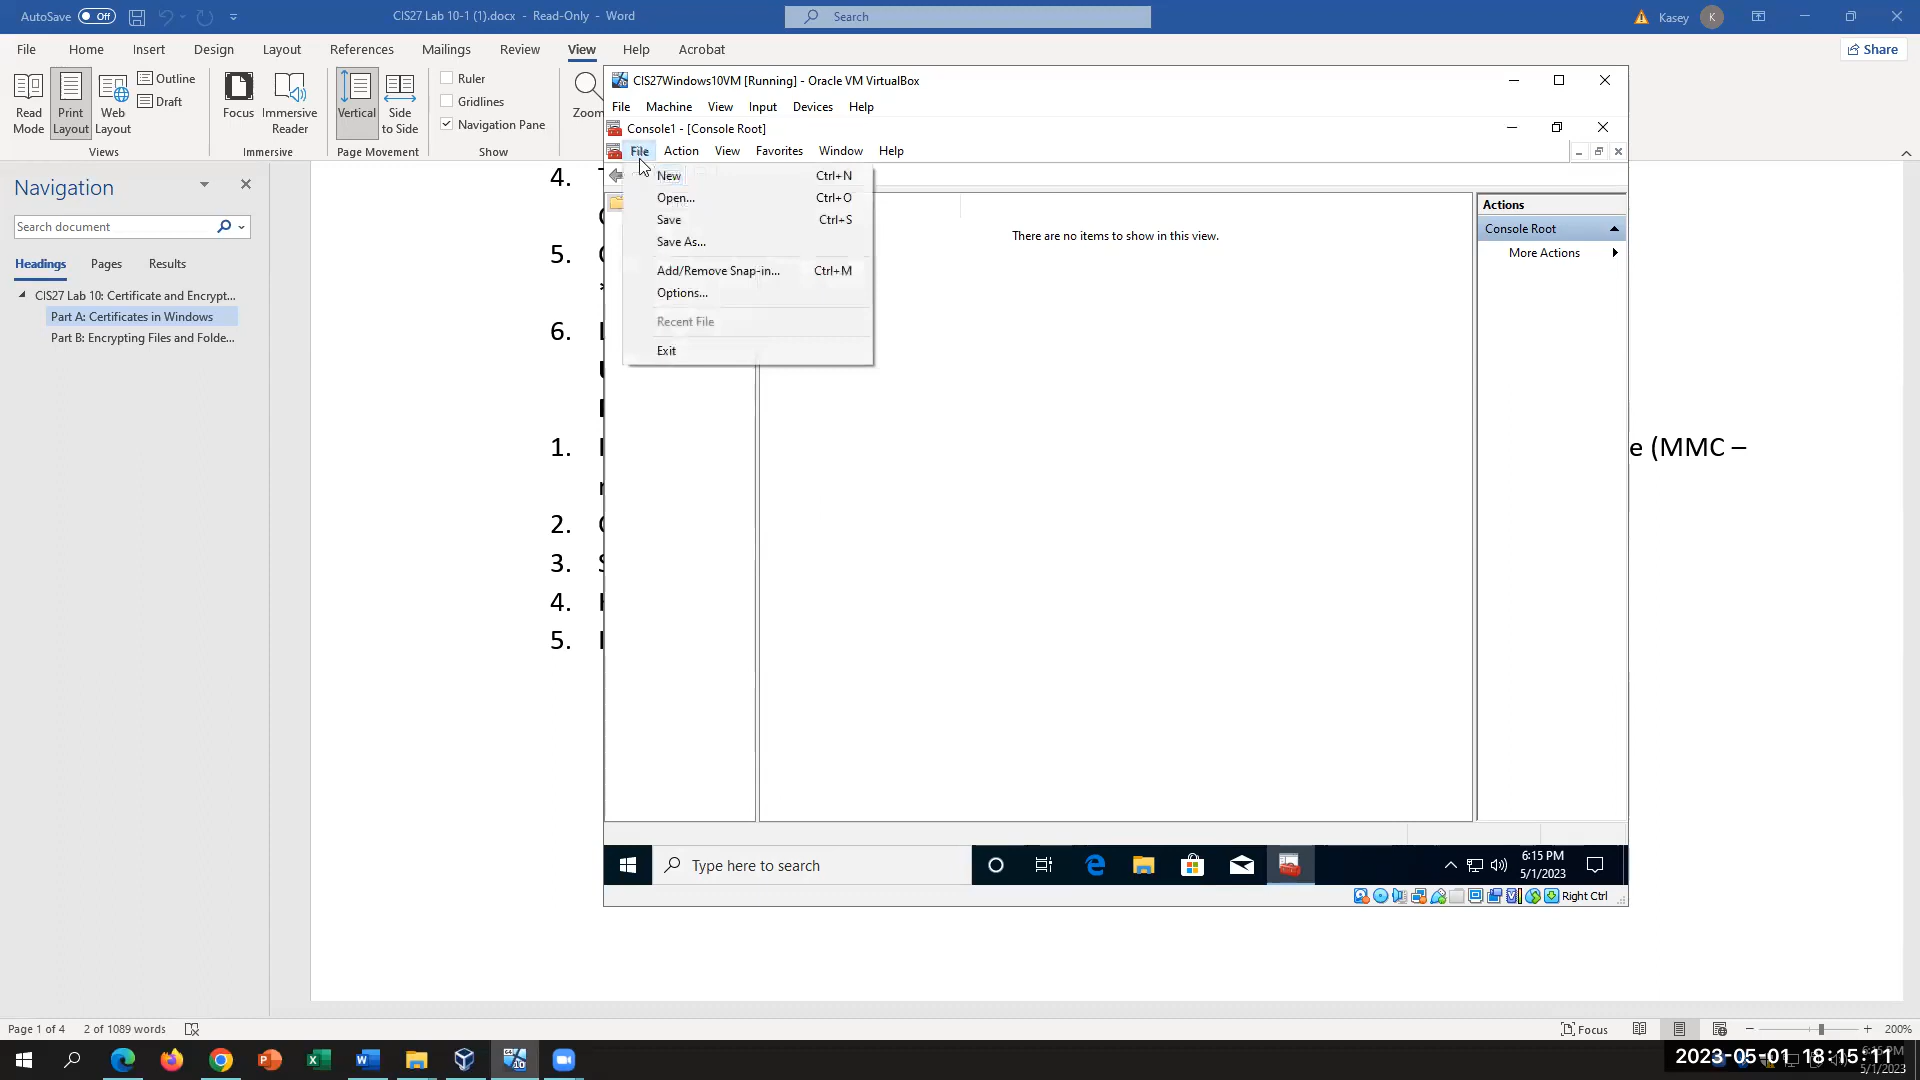 AutoSave Off CIS27 Lab 10-1 (1).docx - Read-Only - Word Search Kasey K
File Home Insert Design Layout References Mailings Review View Help Acrobat Share
Read Mode
Print Layout
Web Layout
Outline
Draft
Views
Focus
Immersive Reader
Immersive
Vertical
Side to Side
Page Movement
Ruler
Gridlines
Navigation Pane
Show
Zoom
Navigation
Search document
Headings Pages Results
CIS27 Lab 10: Certificate and Encrypt...
Part A: Certificates in Windows
Part B: Encrypting Files and Folde...
4.
5.
6.
1.
e (MMC –
2.
3.
4.
5.
CIS27Windows10VM [Running] - Oracle VM VirtualBox
File Machine View Input Devices Help
Console1 - [Console Root]
File Action View Favorites Window Help
New Ctrl+N
Open... Ctrl+O
Save Ctrl+S
Save As...
Add/Remove Snap-in... Ctrl+M
Options...
Recent File
Exit
There are no items to show in this view.
Actions
Console Root
More Actions
Type here to search
6:15 PM
5/1/2023
Right Ctrl
Page 1 of 4 2 of 1089 words Focus 200%
2023-05-01 18:15:11
6:15 PM
5/1/2023